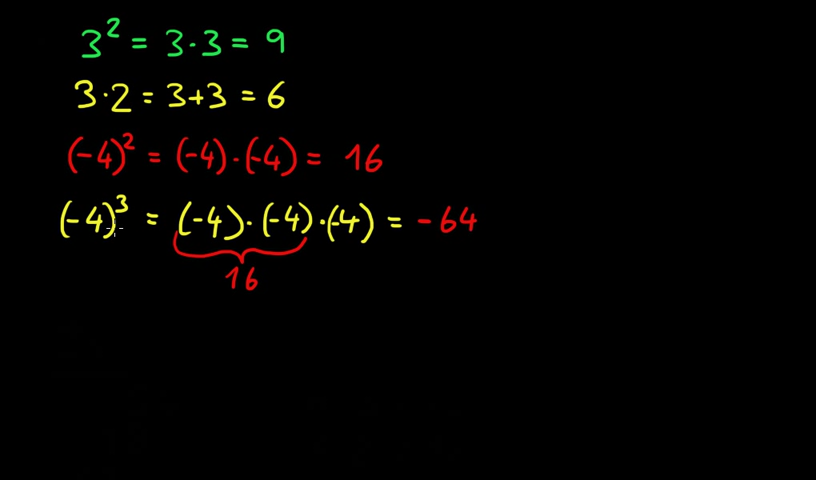 3² = 3·3 = 9
3·2 = 3+3 = 6
(-4)² = (-4)·(-4) = 16
(-4)³ = (-4)·(-4)·(-4) = -64
16